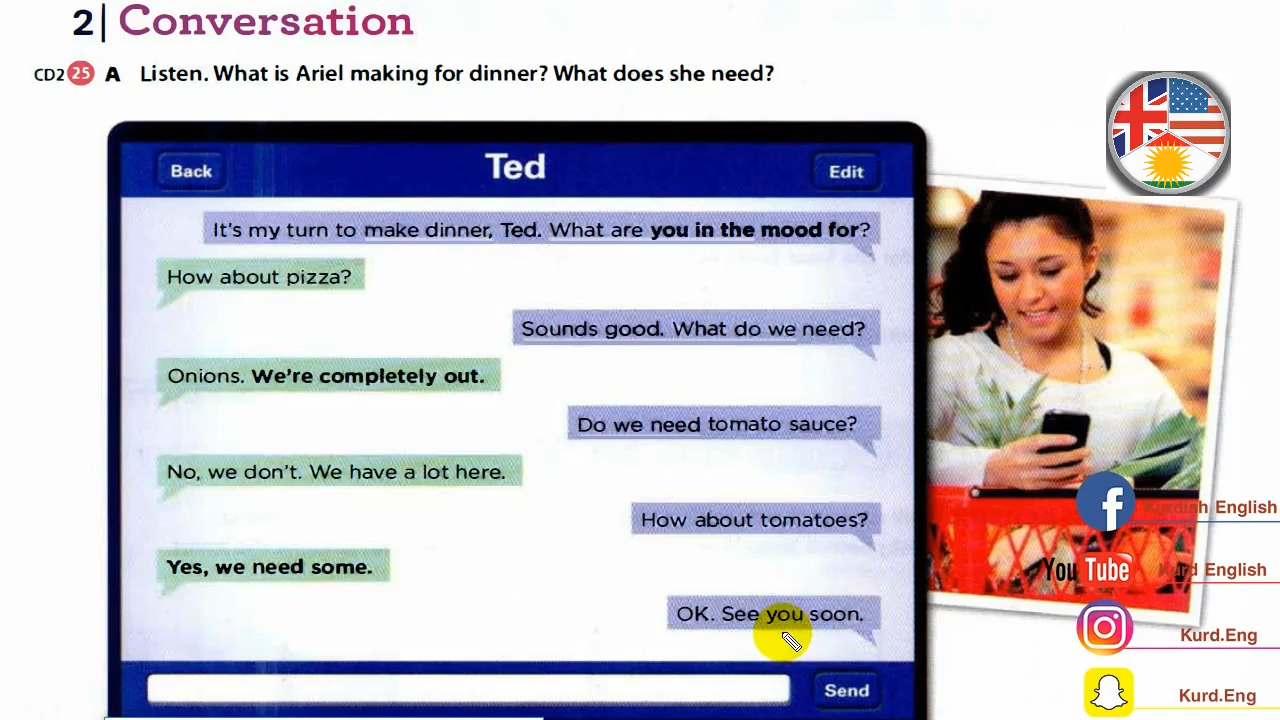 2 | Conversation
CD2 25 A Listen. What is Ariel making for dinner? What does she need?
Back
Ted
Edit
It's my turn to make dinner, Ted. What are you in the mood for?
How about pizza?
Sounds good. What do we need?
Onions. We're completely out.
Do we need tomato sauce?
No, we don't. We have a lot here.
How about tomatoes?
Yes, we need some.
OK. See you soon.
Send
f Kurdish English
You Tube Kurd English
Kurd.Eng
Kurd.Eng